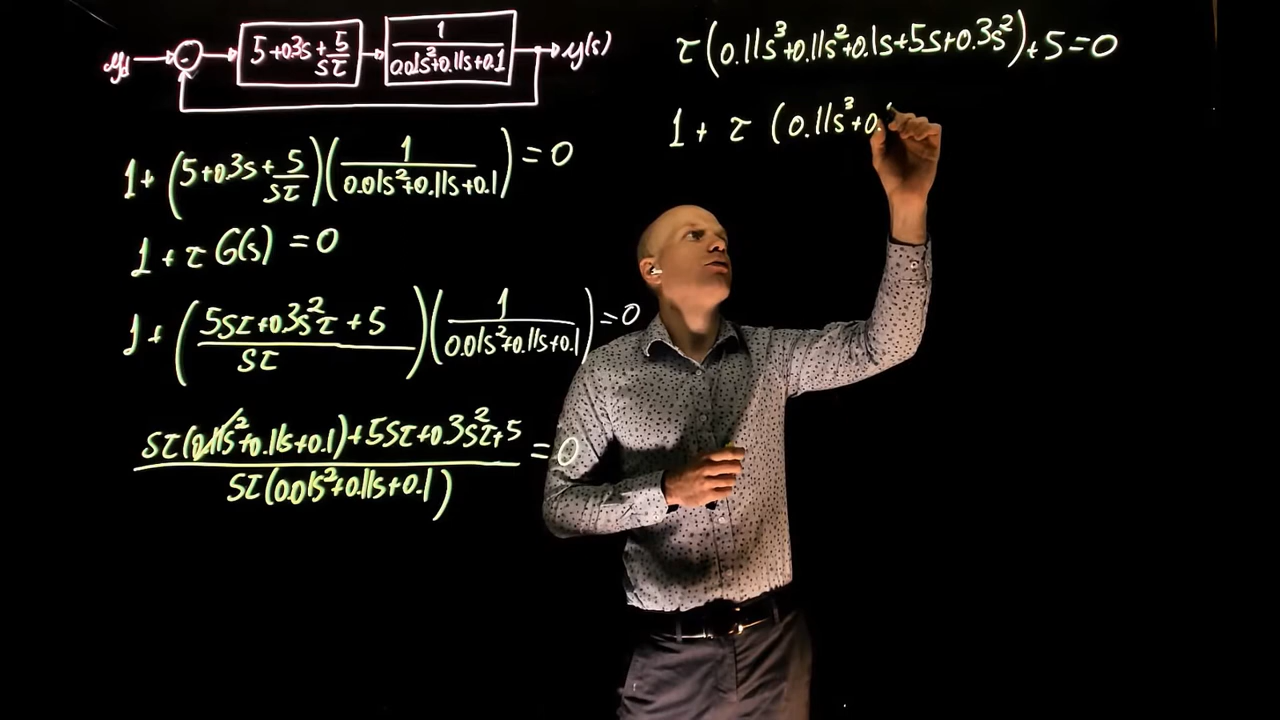 y_d 5+0.3s+5/sτ 1/(0.01s²+0.11s+0.1) y(s)
1+(5+0.3s+5/sτ)(1/(0.01s²+0.11s+0.1))=0
1+τG(s)=0
1+((5sτ+0.3s²τ+5)/sτ)(1/(0.01s²+0.11s+0.1))=0
(sτ(0.11s²+0.11s+0.1)+5sτ+0.3s²τ+5)/(sτ(0.01s²+0.11s+0.1))=0
τ(0.11s³+0.11s²+0.1s+5s+0.3s²)+5=0
1+τ(0.11s³+0.